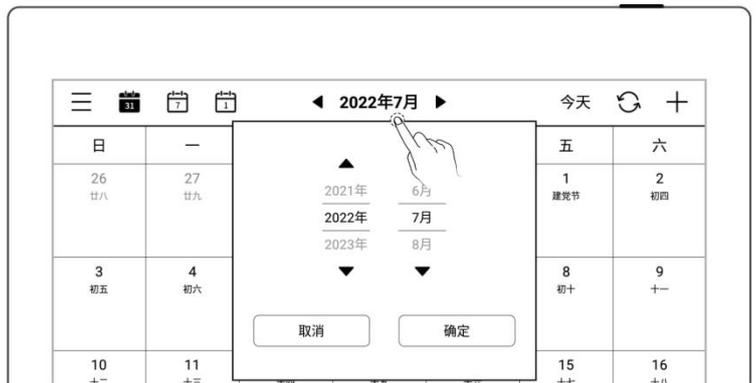 31 7 1 2022年7月 今天
日 一 五 六
2021年 6月
26 27 1 2
廿八 廿九 建党节 初四
2022年 7月
2023年 8月
3 4 8 9
初五 初六 初十 十一
取消 确定
10 11 15 16